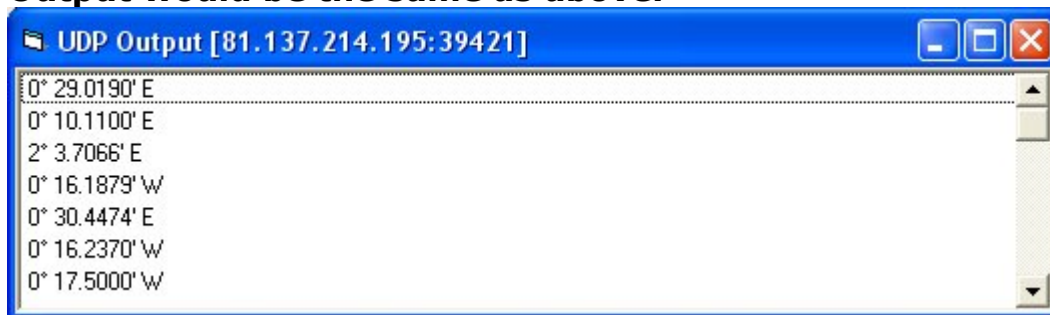 Output would be the same as above.
UDP Output [81.137.214.195:39421]
0° 29.0190' E
0° 10.1100' E
2° 3.7066' E
0° 16.1879' W
0° 30.4474' E
0° 16.2370' W
0° 17.5000' W